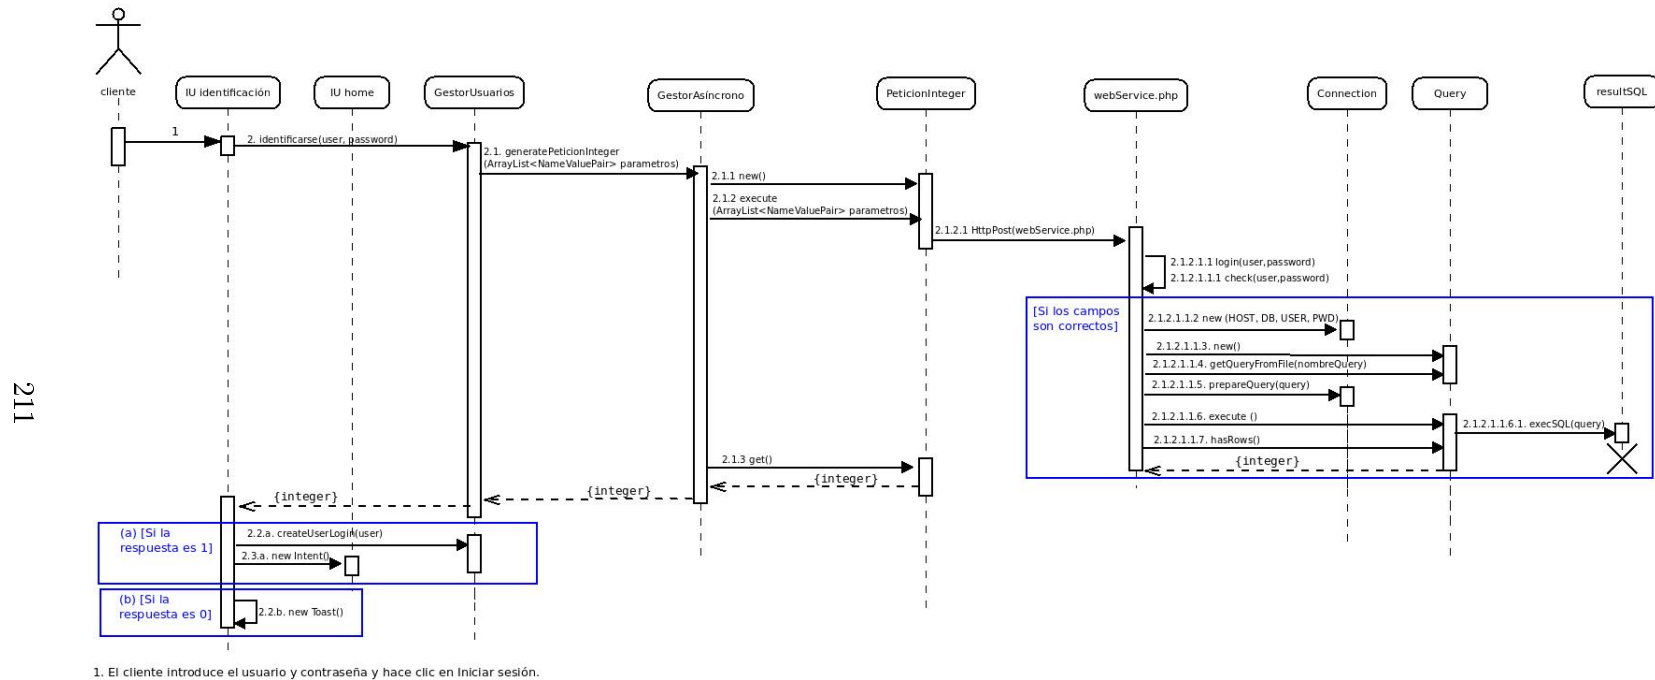 cliente
IU identificación
IU home
GestorUsuarios
GestorAsíncrono
PeticionInteger
webService.php
Connection
Query
resultSQL
1
2. identificarse(user, password)
2.1. generatePeticionInteger
(ArrayList<NameValuePair> parametros)
2.1.1 new()
2.1.2 execute
(ArrayList<NameValuePair> parametros)
2.1.2.1 HttpPost(webService.php)
2.1.2.1.1 login(user,password)
2.1.2.1.1.1 check(user,password)
[Si los campos
son correctos]
2.1.2.1.1.2 new (HOST, DB, USER, PWD)
2.1.2.1.1.3. new()
2.1.2.1.1.4. getQueryFromFile(nombreQuery)
2.1.2.1.1.5. prepareQuery(query)
2.1.2.1.1.6. execute ()
2.1.2.1.1.6.1. execSQL(query)
2.1.2.1.1.7. hasRows()
{integer}
2.1.3 get()
{integer}
{integer}
{integer}
(a) [Si la
respuesta es 1]
2.2.a. createUserLogin(user)
2.3.a. new Intent()
(b) [Si la
respuesta es 0]
2.2.b. new Toast()
1. El cliente introduce el usuario y contraseña y hace clic en Iniciar sesión.
211